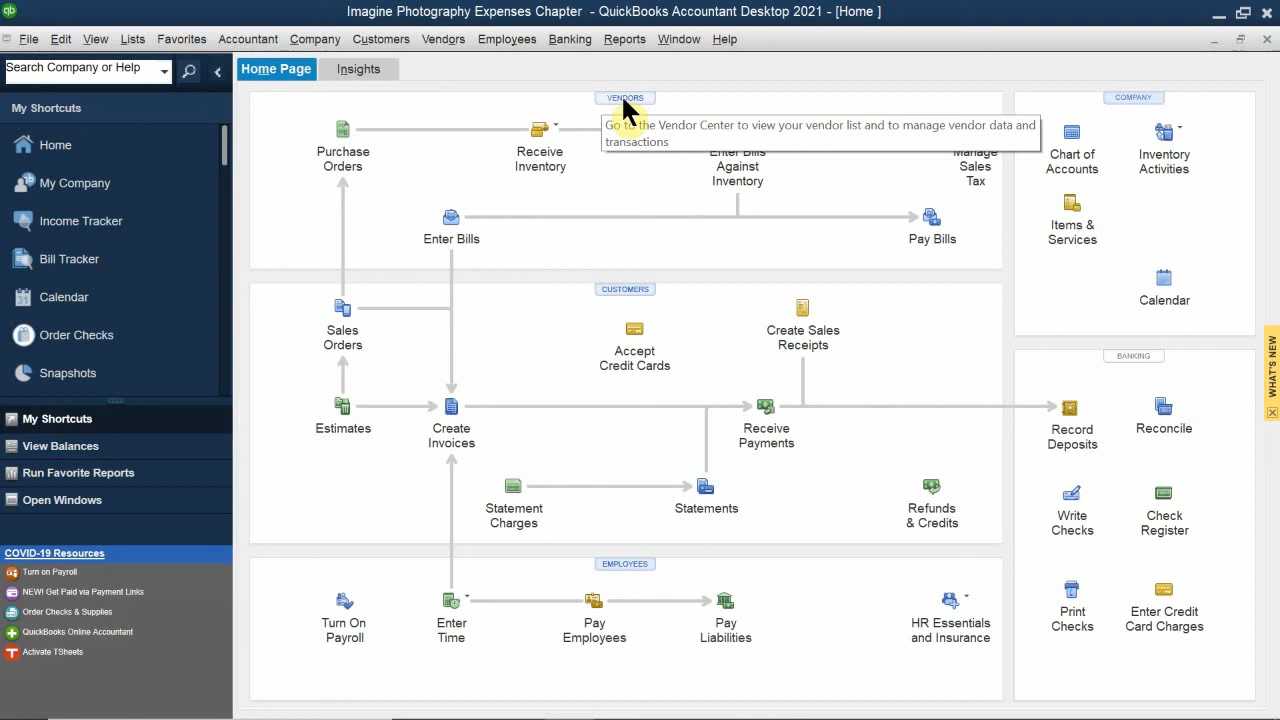 qb Imagine Photography Expenses Chapter - QuickBooks Accountant Desktop 2021 - [Home ]
File Edit View Lists Favorites Accountant Company Customers Vendors Employees Banking Reports Window Help
Search Company or Help
My Shortcuts
Home
My Company
Income Tracker
Bill Tracker
Calendar
Order Checks
Snapshots
My Shortcuts
View Balances
Run Favorite Reports
Open Windows
COVID-19 Resources
Turn on Payroll
NEW! Get Paid via Payment Links
Order Checks & Supplies
QuickBooks Online Accountant
Activate TSheets
Home Page Insights
VENDORS
Go to the Vendor Center to view your vendor list and to manage vendor data and
transactions
Purchase
Orders
Receive
Inventory
Enter Bills
Against
Inventory
Manage
Sales
Tax
Enter Bills
Pay Bills
CUSTOMERS
Sales
Orders
Accept
Credit Cards
Create Sales
Receipts
Estimates
Create
Invoices
Receive
Payments
Statement
Charges
Statements
Refunds
& Credits
EMPLOYEES
Turn On
Payroll
Enter
Time
Pay
Employees
Pay
Liabilities
HR Essentials
and Insurance
COMPANY
Chart of
Accounts
Inventory
Activities
Items &
Services
Calendar
BANKING
Record
Deposits
Reconcile
Write
Checks
Check
Register
Print
Checks
Enter Credit
Card Charges
WHAT'S NEW